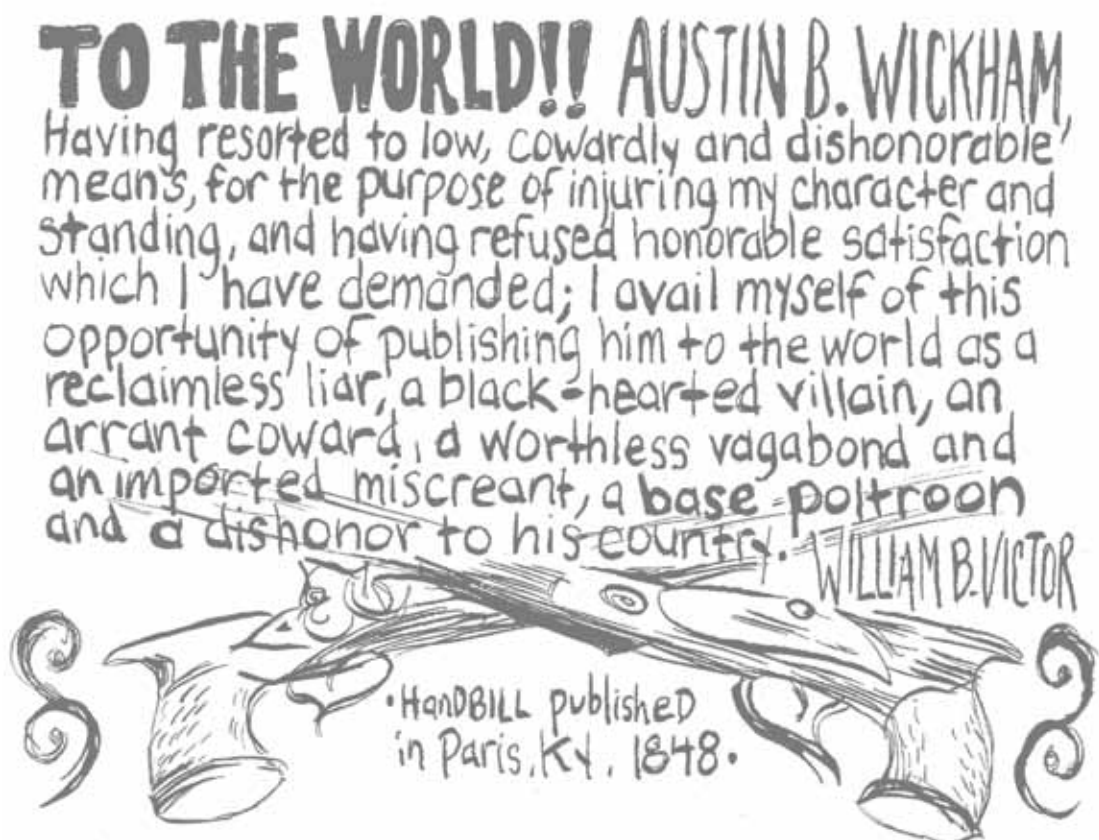 TO THE WORLD!! AUSTIN B. WICKHAM,
Having resorted to low, cowardly and dishonorable
means, for the purpose of injuring my character and
standing, and having refused honorable satisfaction
which I have demanded; I avail myself of this
opportunity of publishing him to the world as a
reclaimless liar, a black-hearted villain, an
arrant coward, a worthless vagabond and
an imported miscreant, a base poltroon
and a dishonor to his country.
WILLIAM B. VICTOR
·HANDBILL published
in Paris, Ky. 1848·